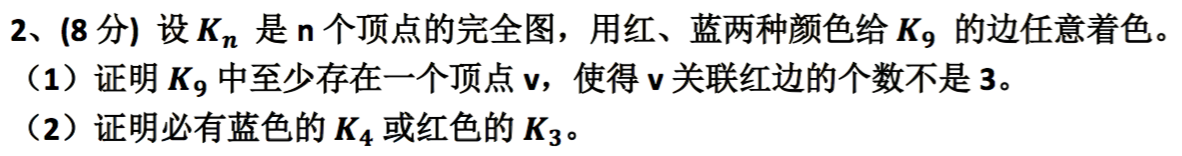 2、(8 分) 设 K_n 是 n 个顶点的完全图，用红、蓝两种颜色给 K_9 的边任意着色。
（1）证明 K_9 中至少存在一个顶点 v，使得 v 关联红边的个数不是 3。
（2）证明必有蓝色的 K_4 或红色的 K_3。